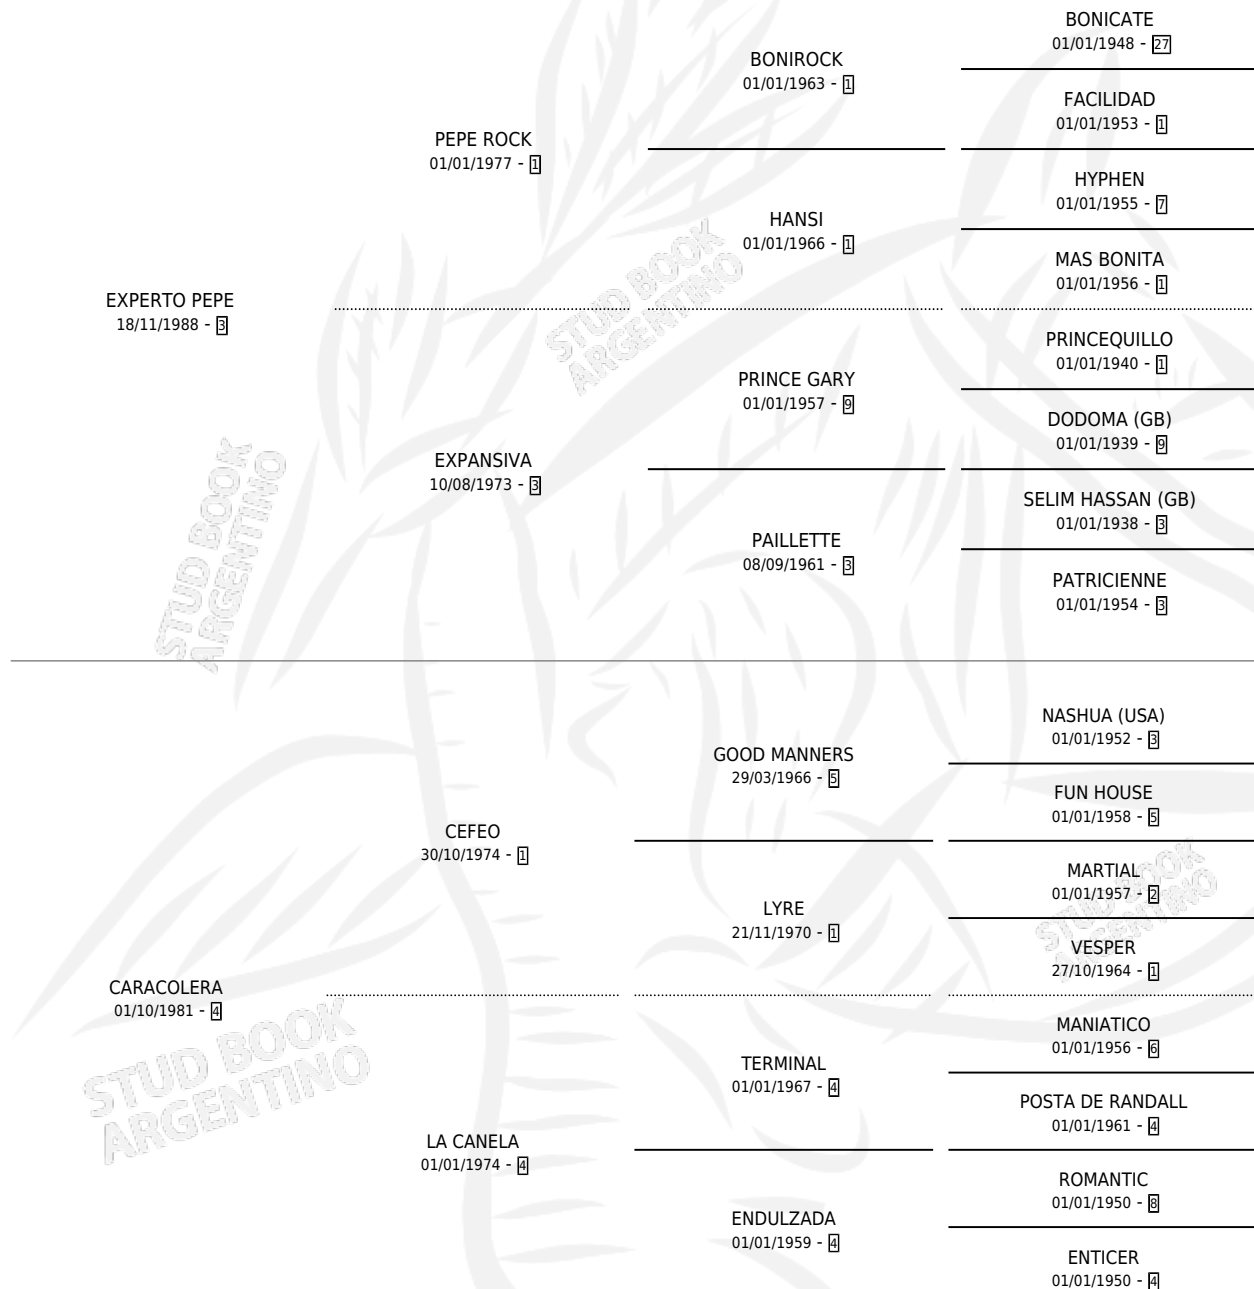 BONICATE
01/01/1948 - 27
BONIROCK
01/01/1963 - 1
FACILIDAD
01/01/1953 - 1
PEPE ROCK
01/01/1977 - 1
HYPHEN
01/01/1955 - 7
HANSI
01/01/1966 - 1
MAS BONITA
01/01/1956 - 1
EXPERTO PEPE
18/11/1988 - 3
PRINCEQUILLO
01/01/1940 - 1
PRINCE GARY
01/01/1957 - 9
DODOMA (GB)
01/01/1939 - 9
EXPANSIVA
10/08/1973 - 3
SELIM HASSAN (GB)
01/01/1938 - 3
PAILLETTE
08/09/1961 - 3
PATRICIENNE
01/01/1954 - 3
NASHUA (USA)
01/01/1952 - 3
GOOD MANNERS
29/03/1966 - 5
FUN HOUSE
01/01/1958 - 5
CEFEO
30/10/1974 - 1
MARTIAL
01/01/1957 - 2
LYRE
21/11/1970 - 1
VESPER
27/10/1964 - 1
CARACOLERA
01/10/1981 - 4
MANIATICO
01/01/1956 - 6
TERMINAL
01/01/1967 - 4
POSTA DE RANDALL
01/01/1961 - 4
LA CANELA
01/01/1974 - 4
ROMANTIC
01/01/1950 - 8
ENDULZADA
01/01/1959 - 4
ENTICER
01/01/1950 - 4
STUD BOOK
ARGENTINO
STUD BOOK
ARGENTINO
STUD BOOK
ARGENTINO
STUD BOOK
ARGENTINO